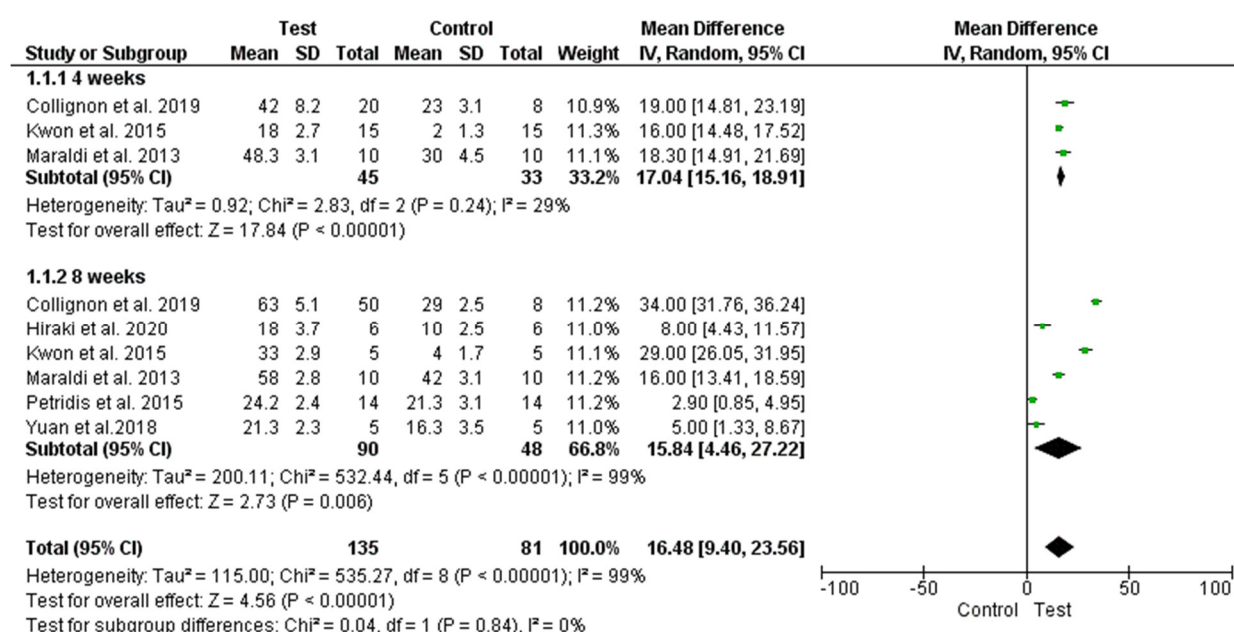 Test Control Mean Difference Mean Difference
Study or Subgroup Mean SD Total Mean SD Total Weight IV, Random, 95% CI IV, Random, 95% CI
1.1.1 4 weeks
Collignon et al. 2019 42 8.2 20 23 3.1 8 10.9% 19.00 [14.81, 23.19]
Kwon et al. 2015 18 2.7 15 2 1.3 15 11.3% 16.00 [14.48, 17.52]
Maraldi et al. 2013 48.3 3.1 10 30 4.5 10 11.1% 18.30 [14.91, 21.69]
Subtotal (95% CI) 45 33 33.2% 17.04 [15.16, 18.91]
Heterogeneity: Tau² = 0.92; Chi² = 2.83, df = 2 (P = 0.24); I² = 29%
Test for overall effect: Z = 17.84 (P < 0.00001)
1.1.2 8 weeks
Collignon et al. 2019 63 5.1 50 29 2.5 8 11.2% 34.00 [31.76, 36.24]
Hiraki et al. 2020 18 3.7 6 10 2.5 6 11.0% 8.00 [4.43, 11.57]
Kwon et al. 2015 33 2.9 5 4 1.7 5 11.1% 29.00 [26.05, 31.95]
Maraldi et al. 2013 58 2.8 10 42 3.1 10 11.2% 16.00 [13.41, 18.59]
Petridis et al. 2015 24.2 2.4 14 21.3 3.1 14 11.2% 2.90 [0.85, 4.95]
Yuan et al.2018 21.3 2.3 5 16.3 3.5 5 11.0% 5.00 [1.33, 8.67]
Subtotal (95% CI) 90 48 66.8% 15.84 [4.46, 27.22]
Heterogeneity: Tau² = 200.11; Chi² = 532.44, df = 5 (P < 0.00001); I² = 99%
Test for overall effect: Z = 2.73 (P = 0.006)
Total (95% CI) 135 81 100.0% 16.48 [9.40, 23.56]
Heterogeneity: Tau² = 115.00; Chi² = 535.27, df = 8 (P < 0.00001); I² = 99%
Test for overall effect: Z = 4.56 (P < 0.00001)
Test for subgroup differences: Chi² = 0.04, df = 1 (P = 0.84), I² = 0%
-100 -50 0 50 100
Control Test